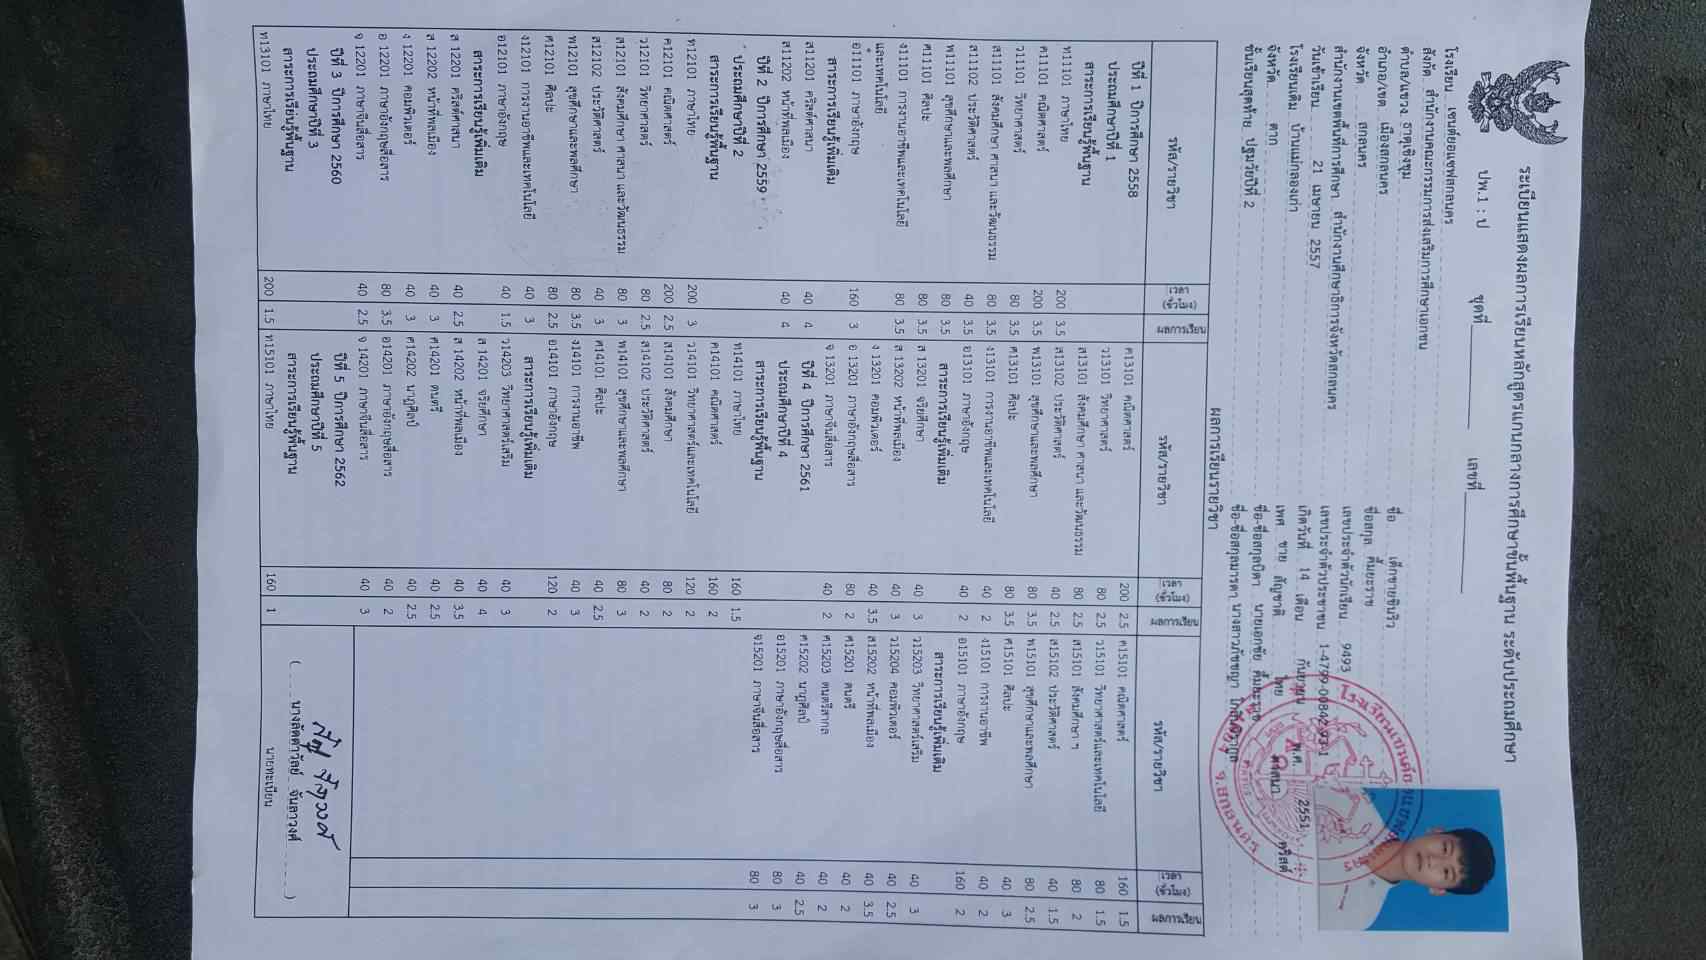 ระเบียนแสดงผลการเรียนหลักสูตรแกนกลางการศึกษาขั้นพื้นฐาน ระดับประถมศึกษา
ปพ.1 : ป ชุดที่ เลขที่
โรงเรียน เซนต์ยอแซฟสกลนคร
สังกัด สำนักงานคณะกรรมการส่งเสริมการศึกษาเอกชน
ตำบล/แขวง ธาตุเชิงชุม
อำเภอ/เขต เมืองสกลนคร
จังหวัด สกลนคร
สำนักงานเขตพื้นที่การศึกษา สำนักงานศึกษาธิการจังหวัดสกลนคร
วันเข้าเรียน 21 เมษายน 2557
โรงเรียนเดิม บ้านแม่กลองเก่า
จังหวัด ตาก
ชั้นเรียนสุดท้าย ปฐมวัยปีที่ 2
ชื่อ เด็กชายชินวิว
ชื่อสกุล คิ้มยะราช
เลขประจำตัวนักเรียน 9493
เลขประจำตัวประชาชน
เกิดวันที่ 14 เดือน กันยายน พ.ศ. 2551
เพศ ชาย สัญชาติ ไทย ศาสนา คริสต์
ชื่อ-ชื่อสกุลบิดา นายเอกชัย คิ้มยะราช
ชื่อ-ชื่อสกุลมารดา นางสาวภัชชญา
ผลการเรียนรายวิชา
รหัส/รายวิชา เวลา (ชั่วโมง) ผลการเรียน
ปีที่ 1 ปีการศึกษา 2558
ประถมศึกษาปีที่ 1
สาระการเรียนรู้พื้นฐาน
ท11101 ภาษาไทย 200 3.5
ค11101 คณิตศาสตร์ 200 3.5
ว11101 วิทยาศาสตร์ 80 3.5
ส11101 สังคมศึกษา ศาสนา และวัฒนธรรม 80 3.5
ส11102 ประวัติศาสตร์ 40 3.5
พ11101 สุขศึกษาและพลศึกษา 80 3.5
ศ11101 ศิลปะ 80 3.5
ง11101 การงานอาชีพและเทคโนโลยี 80 3.5
และเทคโนโลยี
อ11101 ภาษาอังกฤษ 160 3
สาระการเรียนรู้เพิ่มเติม
ส11201 คริสต์ศาสนา 40 4
ส11202 หน้าที่พลเมือง 40 4
ปีที่ 2 ปีการศึกษา 2559
ประถมศึกษาปีที่ 2
สาระการเรียนรู้พื้นฐาน
ท12101 ภาษาไทย 200 3
ค12101 คณิตศาสตร์ 200 2.5
ว12101 วิทยาศาสตร์ 80 2.5
ส12101 สังคมศึกษา ศาสนา และวัฒนธรรม 80 3
ส12102 ประวัติศาสตร์ 40 3
พ12101 สุขศึกษาและพลศึกษา 80 3.5
ศ12101 ศิลปะ 80 2.5
ง12101 การงานอาชีพและเทคโนโลยี 40 3
อ12101 ภาษาอังกฤษ 40 1.5
สาระการเรียนรู้เพิ่มเติม
ส 12201 คริสต์ศาสนา 40 2.5
ส 12202 หน้าที่พลเมือง 40 3
ง 12201 คอมพิวเตอร์ 40 3
อ 12201 ภาษาอังกฤษสื่อสาร 80 3.5
จ 12201 ภาษาจีนสื่อสาร 40 2.5
ปีที่ 3 ปีการศึกษา 2560
ประถมศึกษาปีที่ 3
สาระการเรียนรู้พื้นฐาน
ท13101 ภาษาไทย 200 1.5
รหัส/รายวิชา เวลา (ชั่วโมง) ผลการเรียน
ค13101 คณิตศาสตร์ 200 2.5
ว13101 วิทยาศาสตร์ 80 2.5
ส13101 สังคมศึกษา ศาสนา และวัฒนธรรม 80 2.5
ส13102 ประวัติศาสตร์ 40 2.5
พ13101 สุขศึกษาและพลศึกษา 80 3.5
ศ13101 ศิลปะ 80 3.5
ง13101 การงานอาชีพและเทคโนโลยี 40 2
อ13101 ภาษาอังกฤษ 40 2
สาระการเรียนรู้เพิ่มเติม
ส 13201 จริยศึกษา 40 3
ส 13202 หน้าที่พลเมือง 40 3
ง 13201 คอมพิวเตอร์ 40 3.5
อ 13201 ภาษาอังกฤษสื่อสาร 80 2
จ 13201 ภาษาจีนสื่อสาร 40 2
ปีที่ 4 ปีการศึกษา 2561
ประถมศึกษาปีที่ 4
สาระการเรียนรู้พื้นฐาน
ท14101 ภาษาไทย 160 1.5
ค14101 คณิตศาสตร์ 160 2
ว14101 วิทยาศาสตร์และเทคโนโลยี 120 2
ส14101 สังคมศึกษา 80 2
ส14102 ประวัติศาสตร์ 40 2
พ14101 สุขศึกษาและพลศึกษา 80 3
ศ14101 ศิลปะ 40 2.5
ง14101 การงานอาชีพ 40 3
อ14101 ภาษาอังกฤษ 120 2
สาระการเรียนรู้เพิ่มเติม
ว14203 วิทยาศาสตร์เสริม 40 3
ส 14201 จริยศึกษา 40 4
ส 14202 หน้าที่พลเมือง 40 3.5
ศ14201 ดนตรี 40 2.5
ศ14202 นาฏศิลป์ 40 2.5
อ14201 ภาษาอังกฤษสื่อสาร 40 2
จ 14201 ภาษาจีนสื่อสาร 40 3
ปีที่ 5 ปีการศึกษา 2562
ประถมศึกษาปีที่ 5
สาระการเรียนรู้พื้นฐาน
ท15101 ภาษาไทย 160 1
รหัส/รายวิชา เวลา (ชั่วโมง) ผลการเรียน
ค15101 คณิตศาสตร์ 160 1.5
ว15101 วิทยาศาสตร์และเทคโนโลยี 80 1.5
ส15101 สังคมศึกษา ฯ 80 2
ส15102 ประวัติศาสตร์ 40 1.5
พ15101 สุขศึกษาและพลศึกษา 80 2.5
ศ15101 ศิลปะ 40 3
ง15101 การงานอาชีพ 40 2
อ15101 ภาษาอังกฤษ 160 2
สาระการเรียนรู้เพิ่มเติม
ว15203 วิทยาศาสตร์เสริม 40 3
ว15204 คอมพิวเตอร์ 40 2.5
ส15202 หน้าที่พลเมือง 40 3.5
ศ15201 ดนตรี 40 2
ศ15203 ดนตรีสากล 40 2
ศ15202 นาฏศิลป์ 40 2.5
อ15201 ภาษาอังกฤษสื่อสาร 80 3
จ15201 ภาษาจีนสื่อสาร 80 3
( นางลัดดาวัลย์ จันลาวงศ์ )
นายทะเบียน